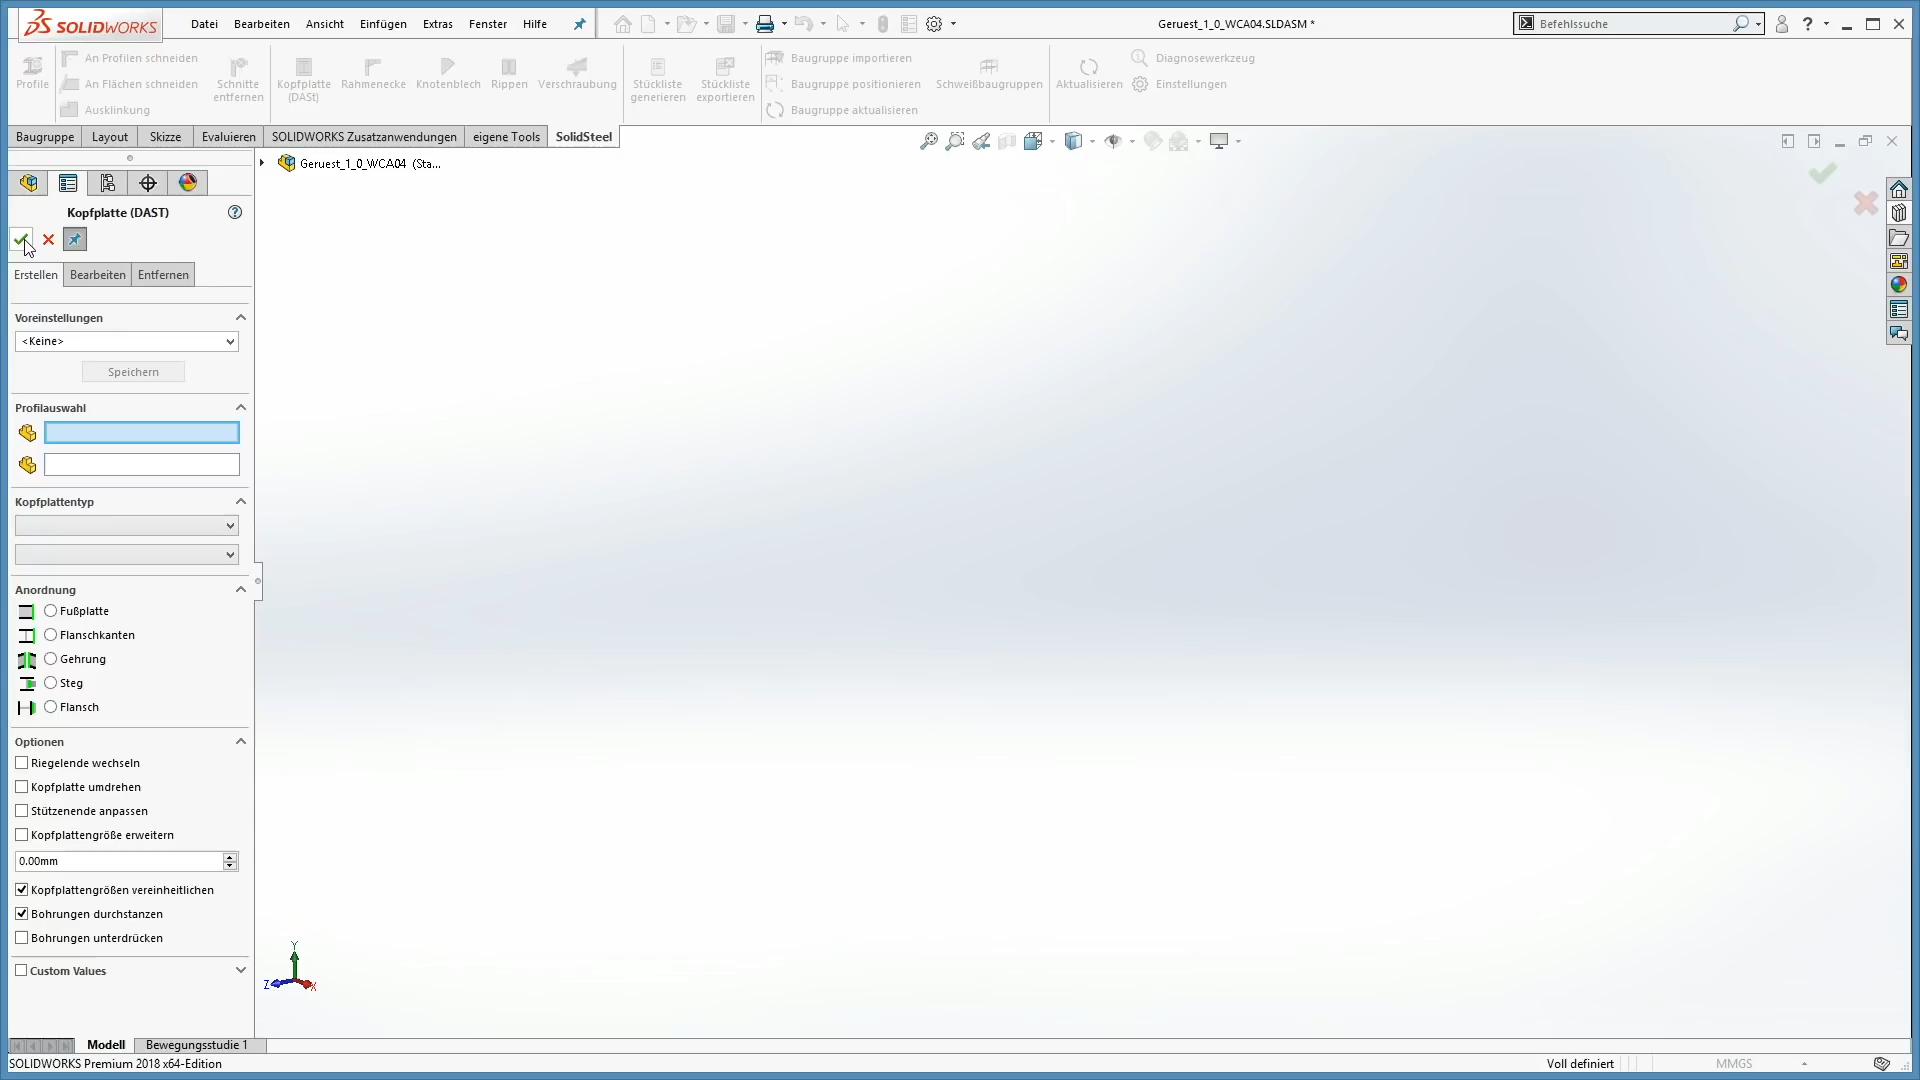 SOLIDWORKS
Datei Bearbeiten Ansicht Einfügen Extras Fenster Hilfe
Geruest_1_0_WCA04.SLDASM *
Befehlssuche
Profile
An Profilen schneiden
An Flächen schneiden
Ausklinkung
Schnitte entfernen
Kopfplatte (DASt)
Rahmenecke
Knotenblech
Rippen
Verschraubung
Stückliste generieren
Stückliste exportieren
Baugruppe importieren
Baugruppe positionieren
Baugruppe aktualisieren
Schweißbaugruppen
Aktualisieren
Diagnosewerkzeug
Einstellungen
Baugruppe Layout Skizze Evaluieren SOLIDWORKS Zusatzanwendungen eigene Tools SolidSteel
Geruest_1_0_WCA04 (Sta...
Kopfplatte (DAST)
Erstellen Bearbeiten Entfernen
Voreinstellungen
<Keine>
Speichern
Profilauswahl
Kopfplattentyp
Anordnung
Fußplatte
Flanschkanten
Gehrung
Steg
Flansch
Optionen
Riegelende wechseln
Kopfplatte umdrehen
Stützenende anpassen
Kopfplattengröße erweitern
0.00mm
Kopfplattengrößen vereinheitlichen
Bohrungen durchstanzen
Bohrungen unterdrücken
Custom Values
Y
Z X
Modell Bewegungsstudie 1
SOLIDWORKS Premium 2018 x64-Edition
Voll definiert
MMGS